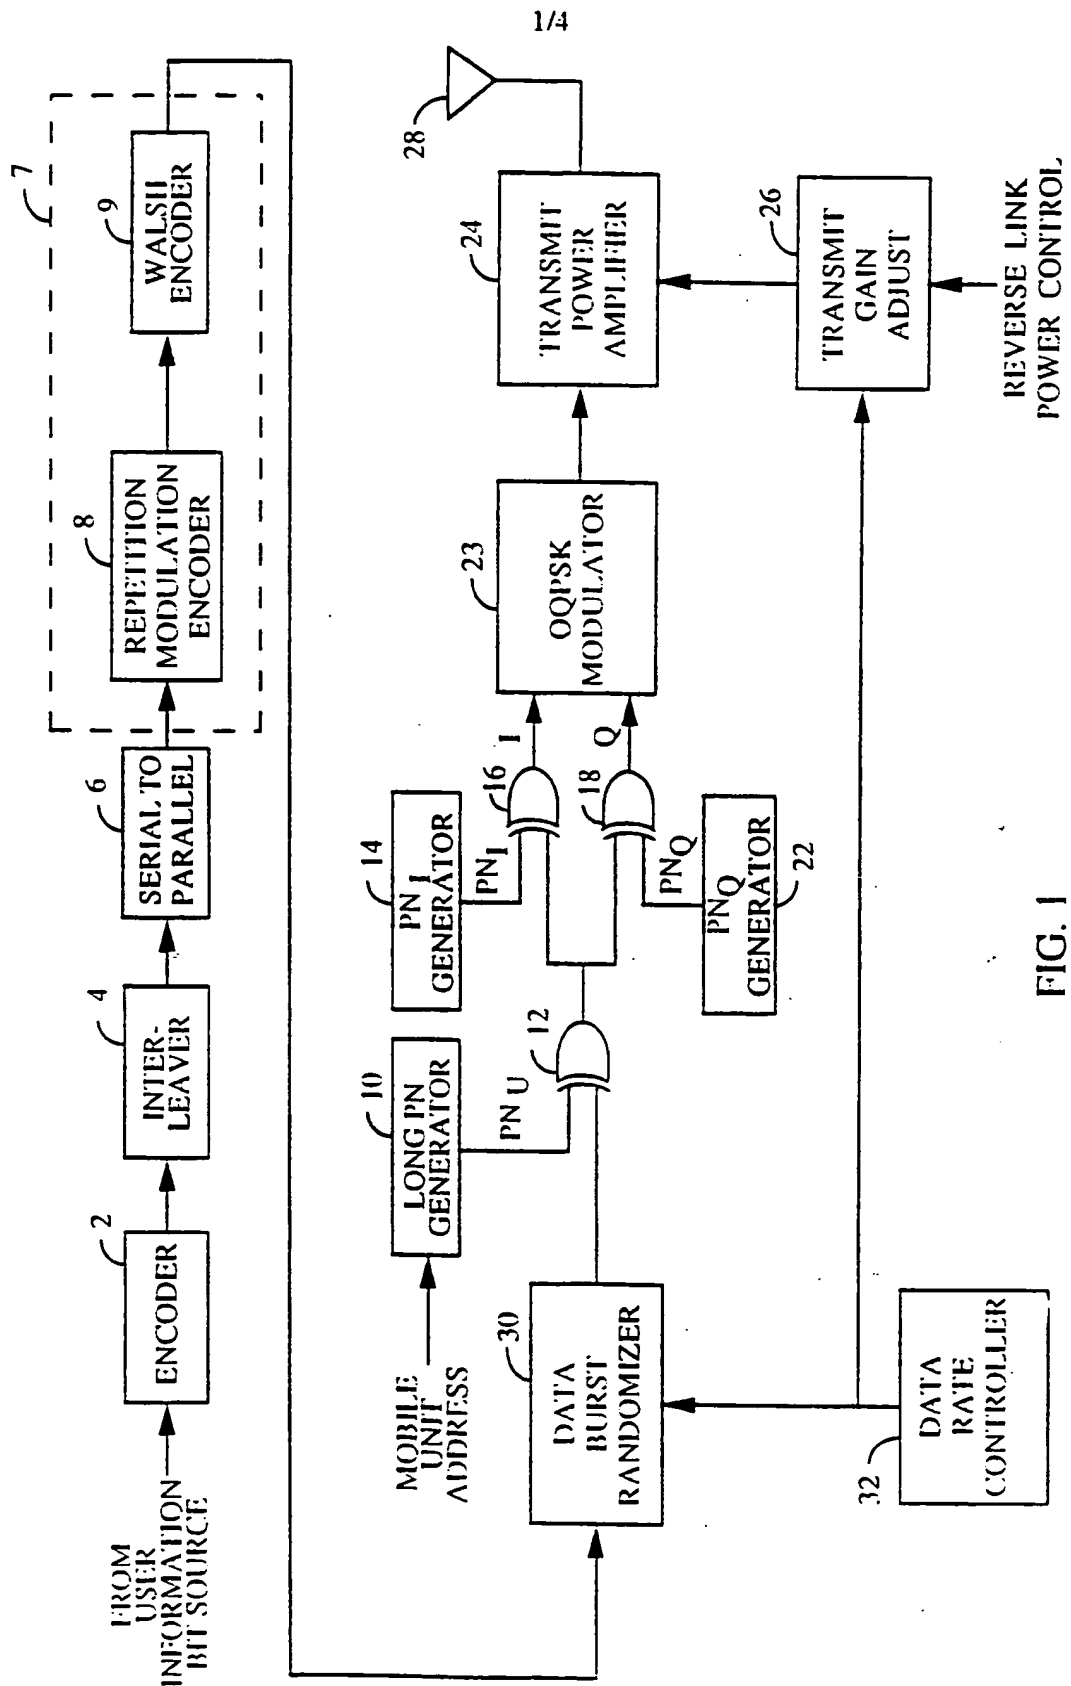 1/4
FROM
USER
INFORMATION
BIT SOURCE
2
ENCODER
4
INTER-
LEAVER
6
SERIAL TO
PARALLEL
7
8
REPETITION
MODULATION
ENCODER
9
WALSH
ENCODER
MOBILE
UNIT
ADDRESS
10
LONG PN
GENERATOR
PN U
12
14
PN I
GENERATOR
PN I
16
I
18
Q
PN Q
PN Q
GENERATOR
22
23
OQPSK
MODULATOR
24
TRANSMIT
POWER
AMPLIFIER
28
30
DATA
BURST
RANDOMIZER
32
DATA
RATE
CONTROLLER
26
TRANSMIT
GAIN
ADJUST
REVERSE LINK
POWER CONTROL
FIG. 1